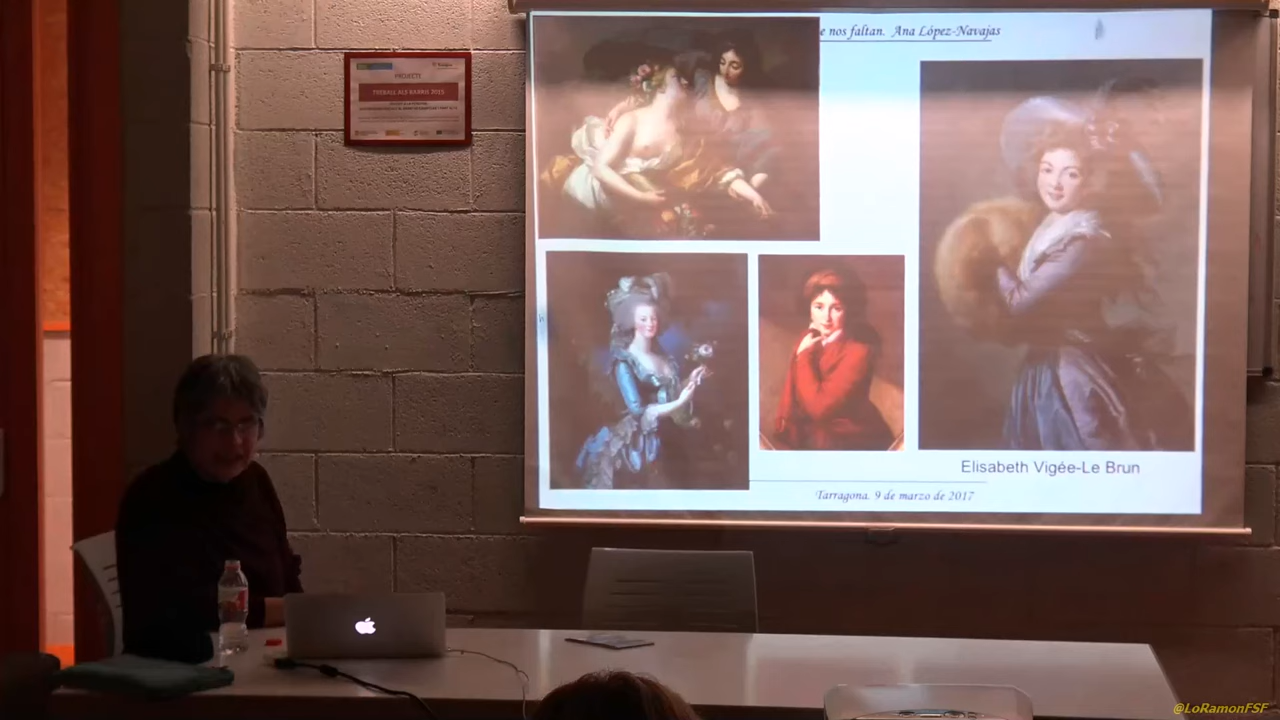 e nos faltan. Ana López-Navajas
PROJECTE
TREBALL ALS BARRIS 2015
Elisabeth Vigée-Le Brun
Tarragona. 9 de marzo de 2017
@LoRamonFSF